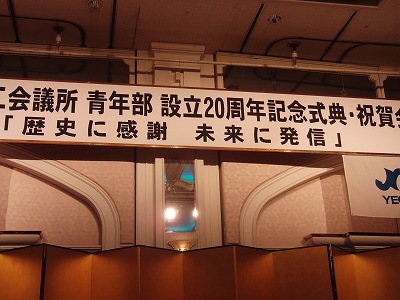 工会議所 青年部 設立20周年記念式典・祝賀会
「歴史に感謝 未来に発信」
YEG